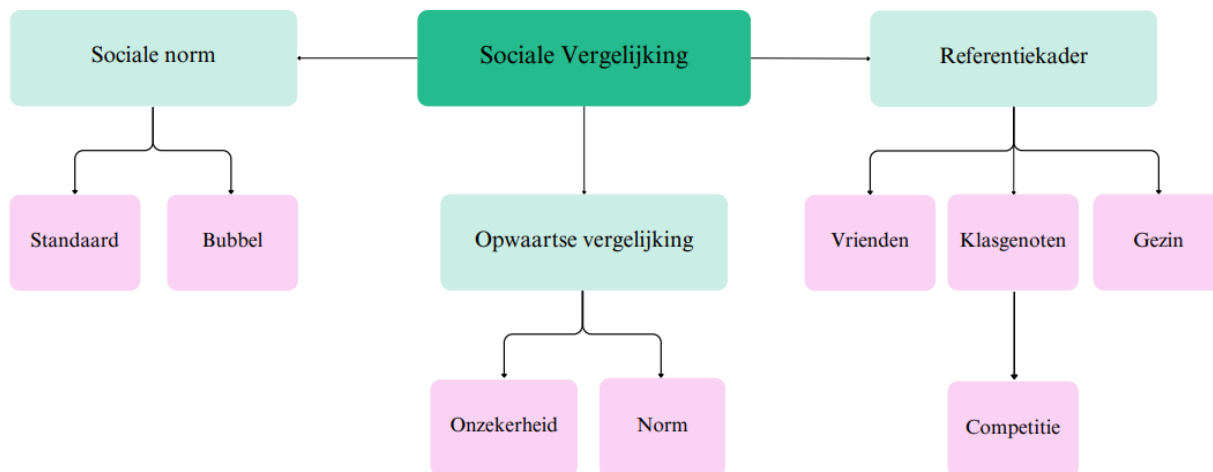 Sociale norm
Sociale Vergelijking
Referentiekader
Standaard
Bubbel
Opwaartse vergelijking
Vrienden
Klasgenoten
Gezin
Onzekerheid
Norm
Competitie